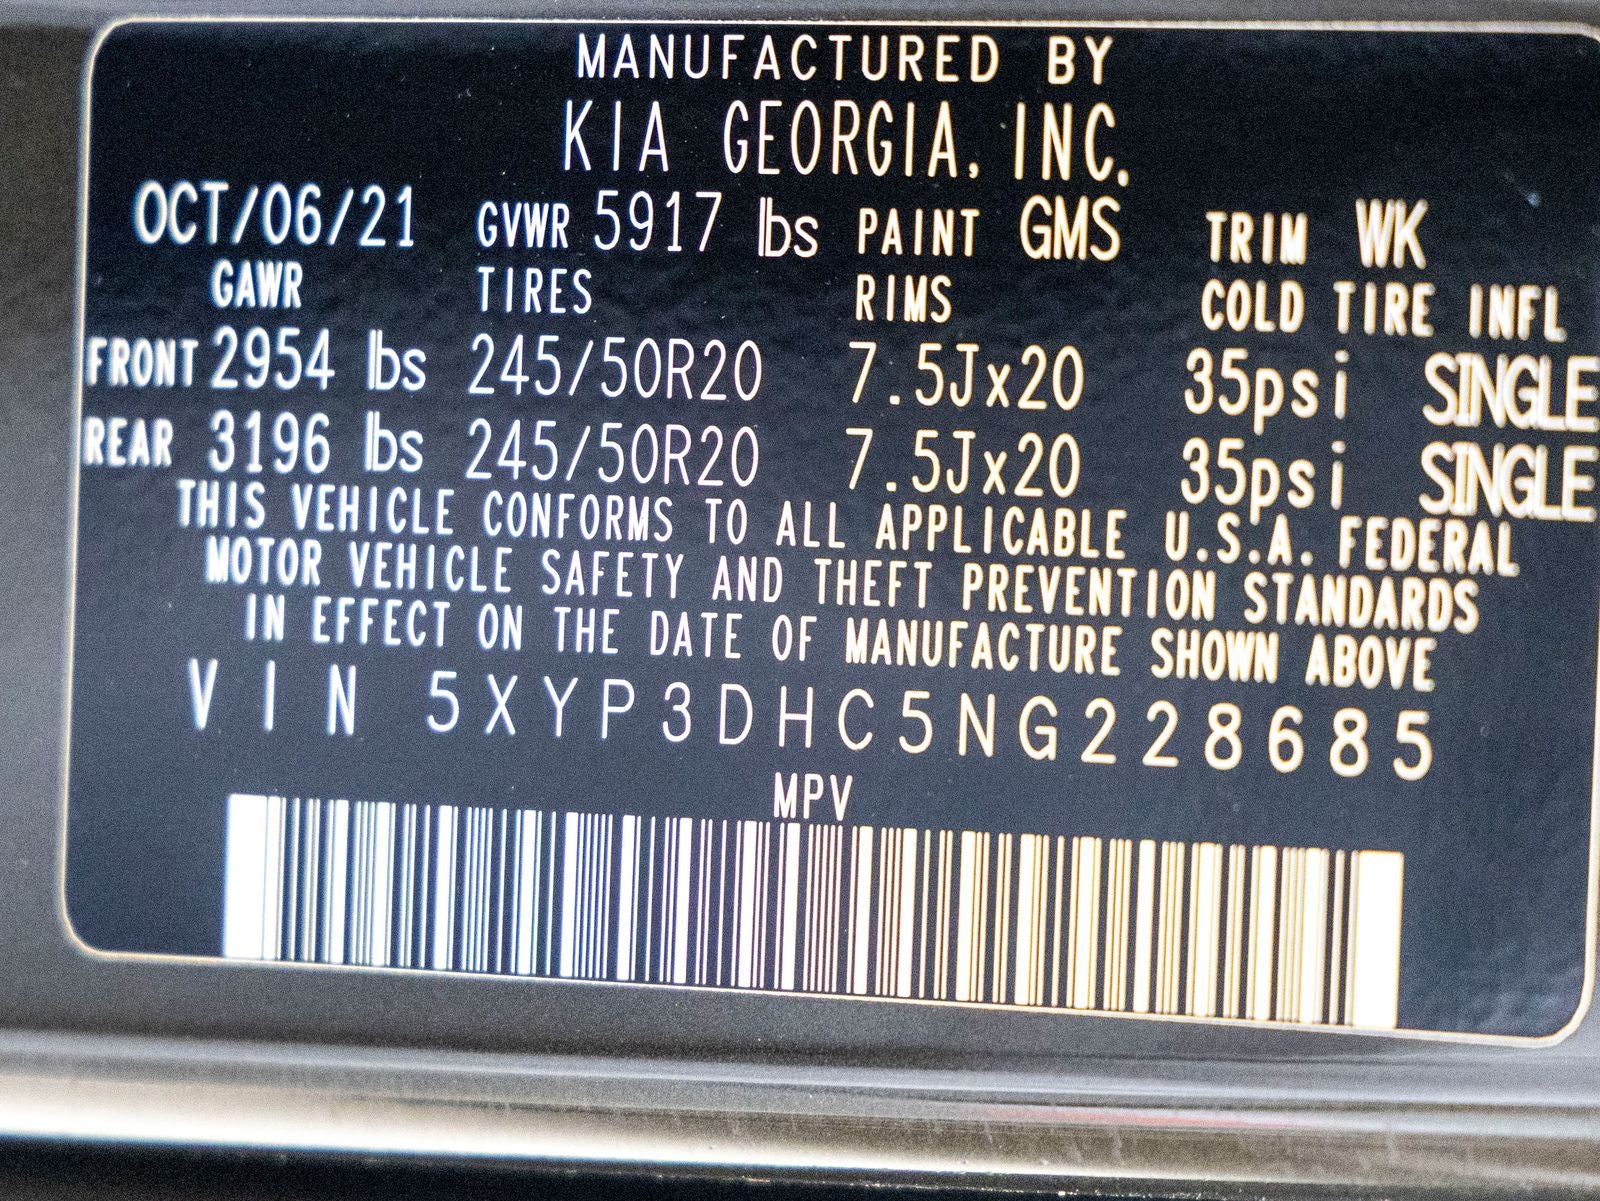 MANUFACTURED BY
KIA GEORGIA, INC.
OCT/06/21 GVWR 5917 lbs PAINT GMS TRIM WK
GAWR TIRES RIMS COLD TIRE INFL
FRONT 2954 lbs 245/50R20 7.5Jx20 35psi SINGLE
REAR 3196 lbs 245/50R20 7.5Jx20 35psi SINGLE
THIS VEHICLE CONFORMS TO ALL APPLICABLE U.S.A. FEDERAL
MOTOR VEHICLE SAFETY AND THEFT PREVENTION STANDARDS
IN EFFECT ON THE DATE OF MANUFACTURE SHOWN ABOVE
VIN 5XYP3DHC5NG228685
MPV